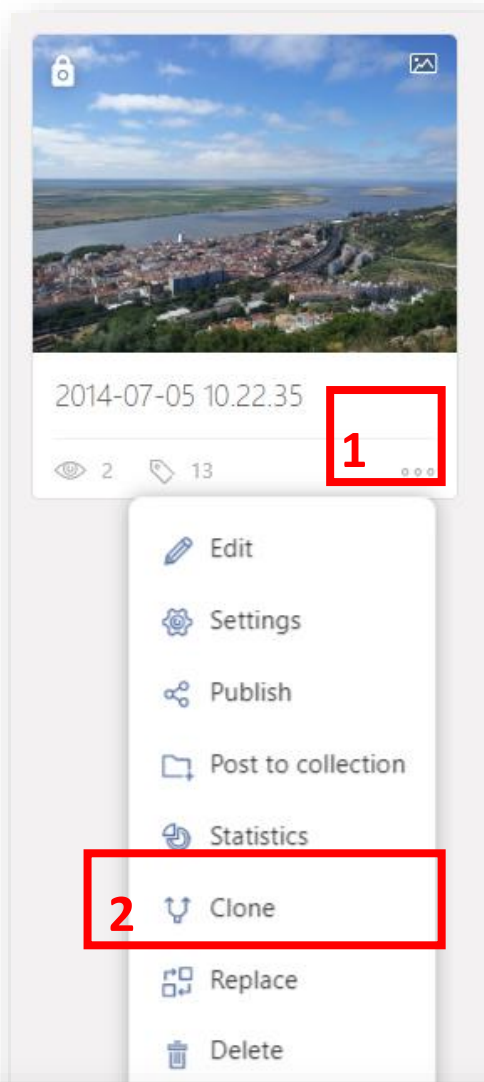 2014-07-05 10.22.35
1
2 13
Edit
Settings
Publish
Post to collection
Statistics
2 Clone
Replace
Delete